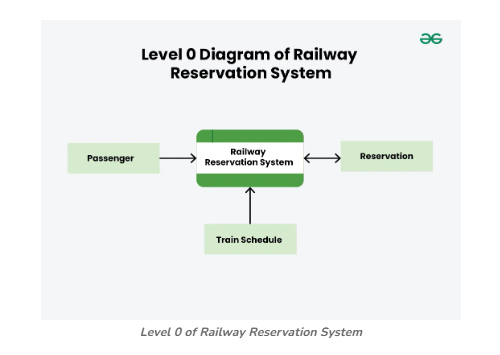 Level 0 Diagram of Railway
Reservation System
Passenger
Railway
Reservation System
Reservation
Train Schedule
Level 0 of Railway Reservation System